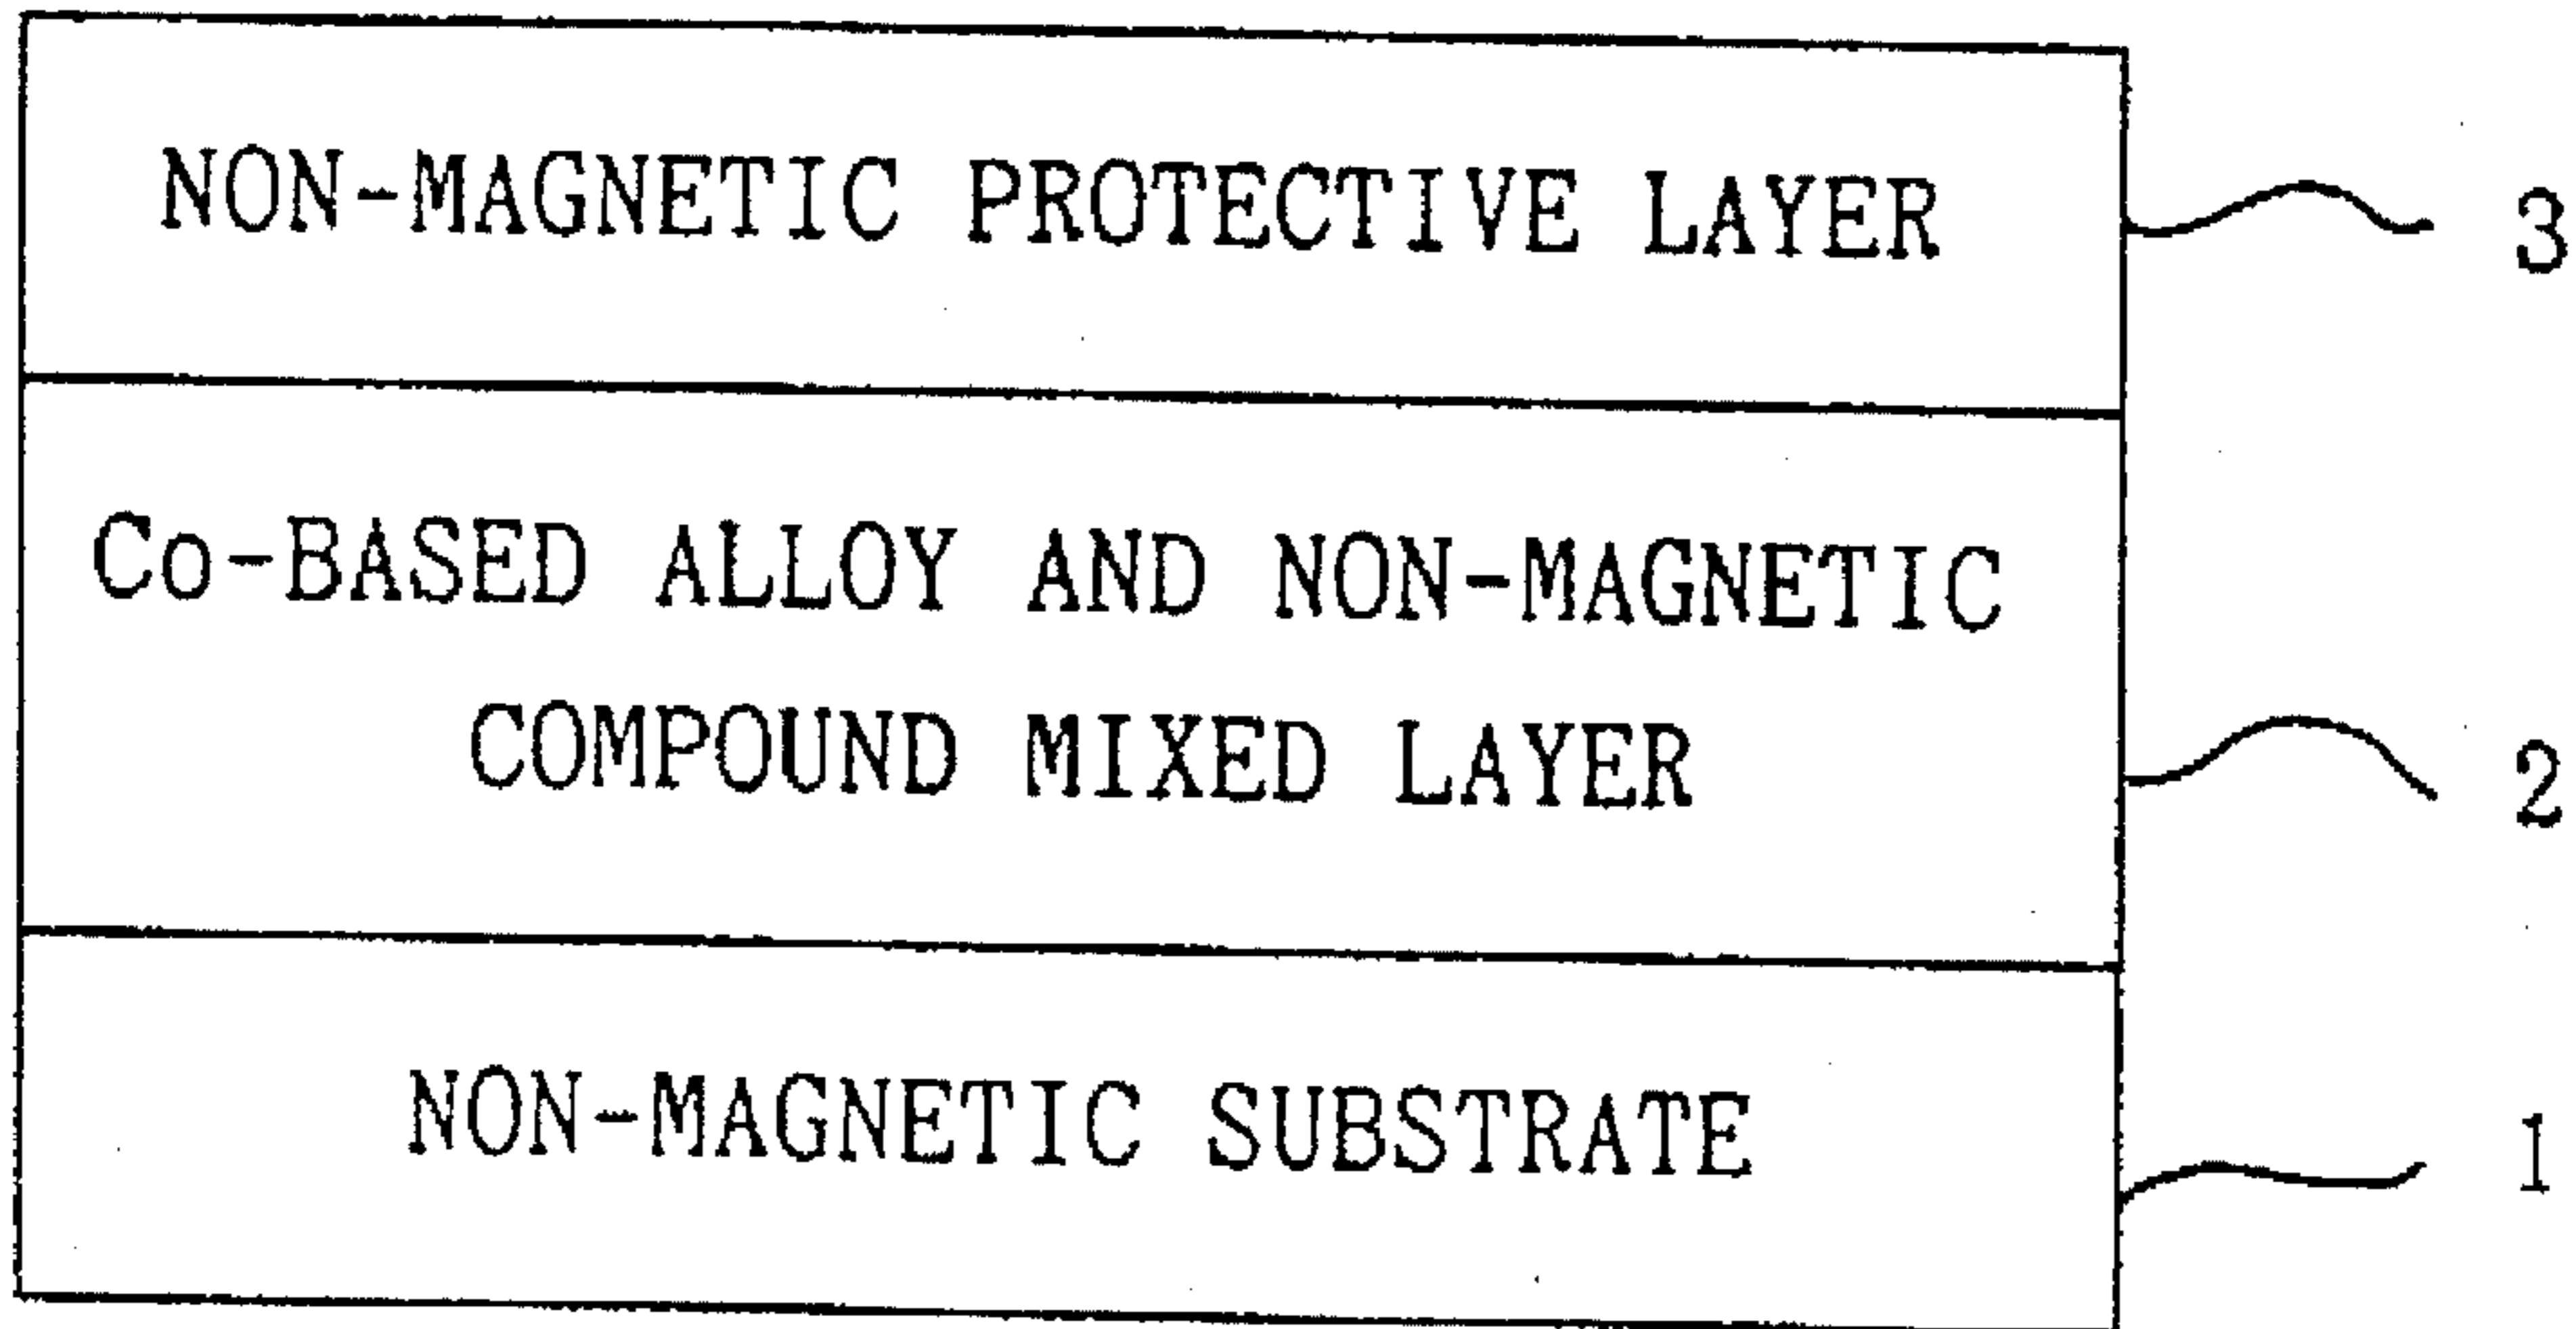 NON-MAGNETIC PROTECTIVE LAYER
3
Co-BASED ALLOY AND NON-MAGNETIC
COMPOUND MIXED LAYER
2
NON-MAGNETIC SUBSTRATE
1